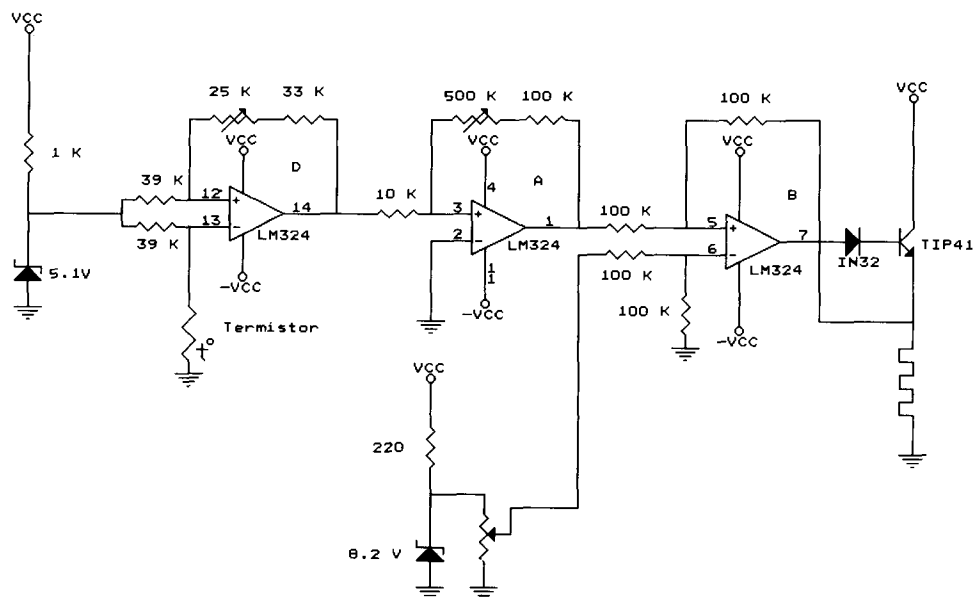 VCC
1 K
5.1V
39 K
39 K
25 K
33 K
VCC
D
12
13
14
+
-
LM324
-VCC
Termistor
t°
10 K
500 K
100 K
VCC
4
A
3
2
1
+
-
LM324
1
1
-VCC
100 K
100 K
100 K
100 K
VCC
B
5
6
7
+
-
LM324
-VCC
IN32
VCC
TIP41
VCC
220
8.2 V